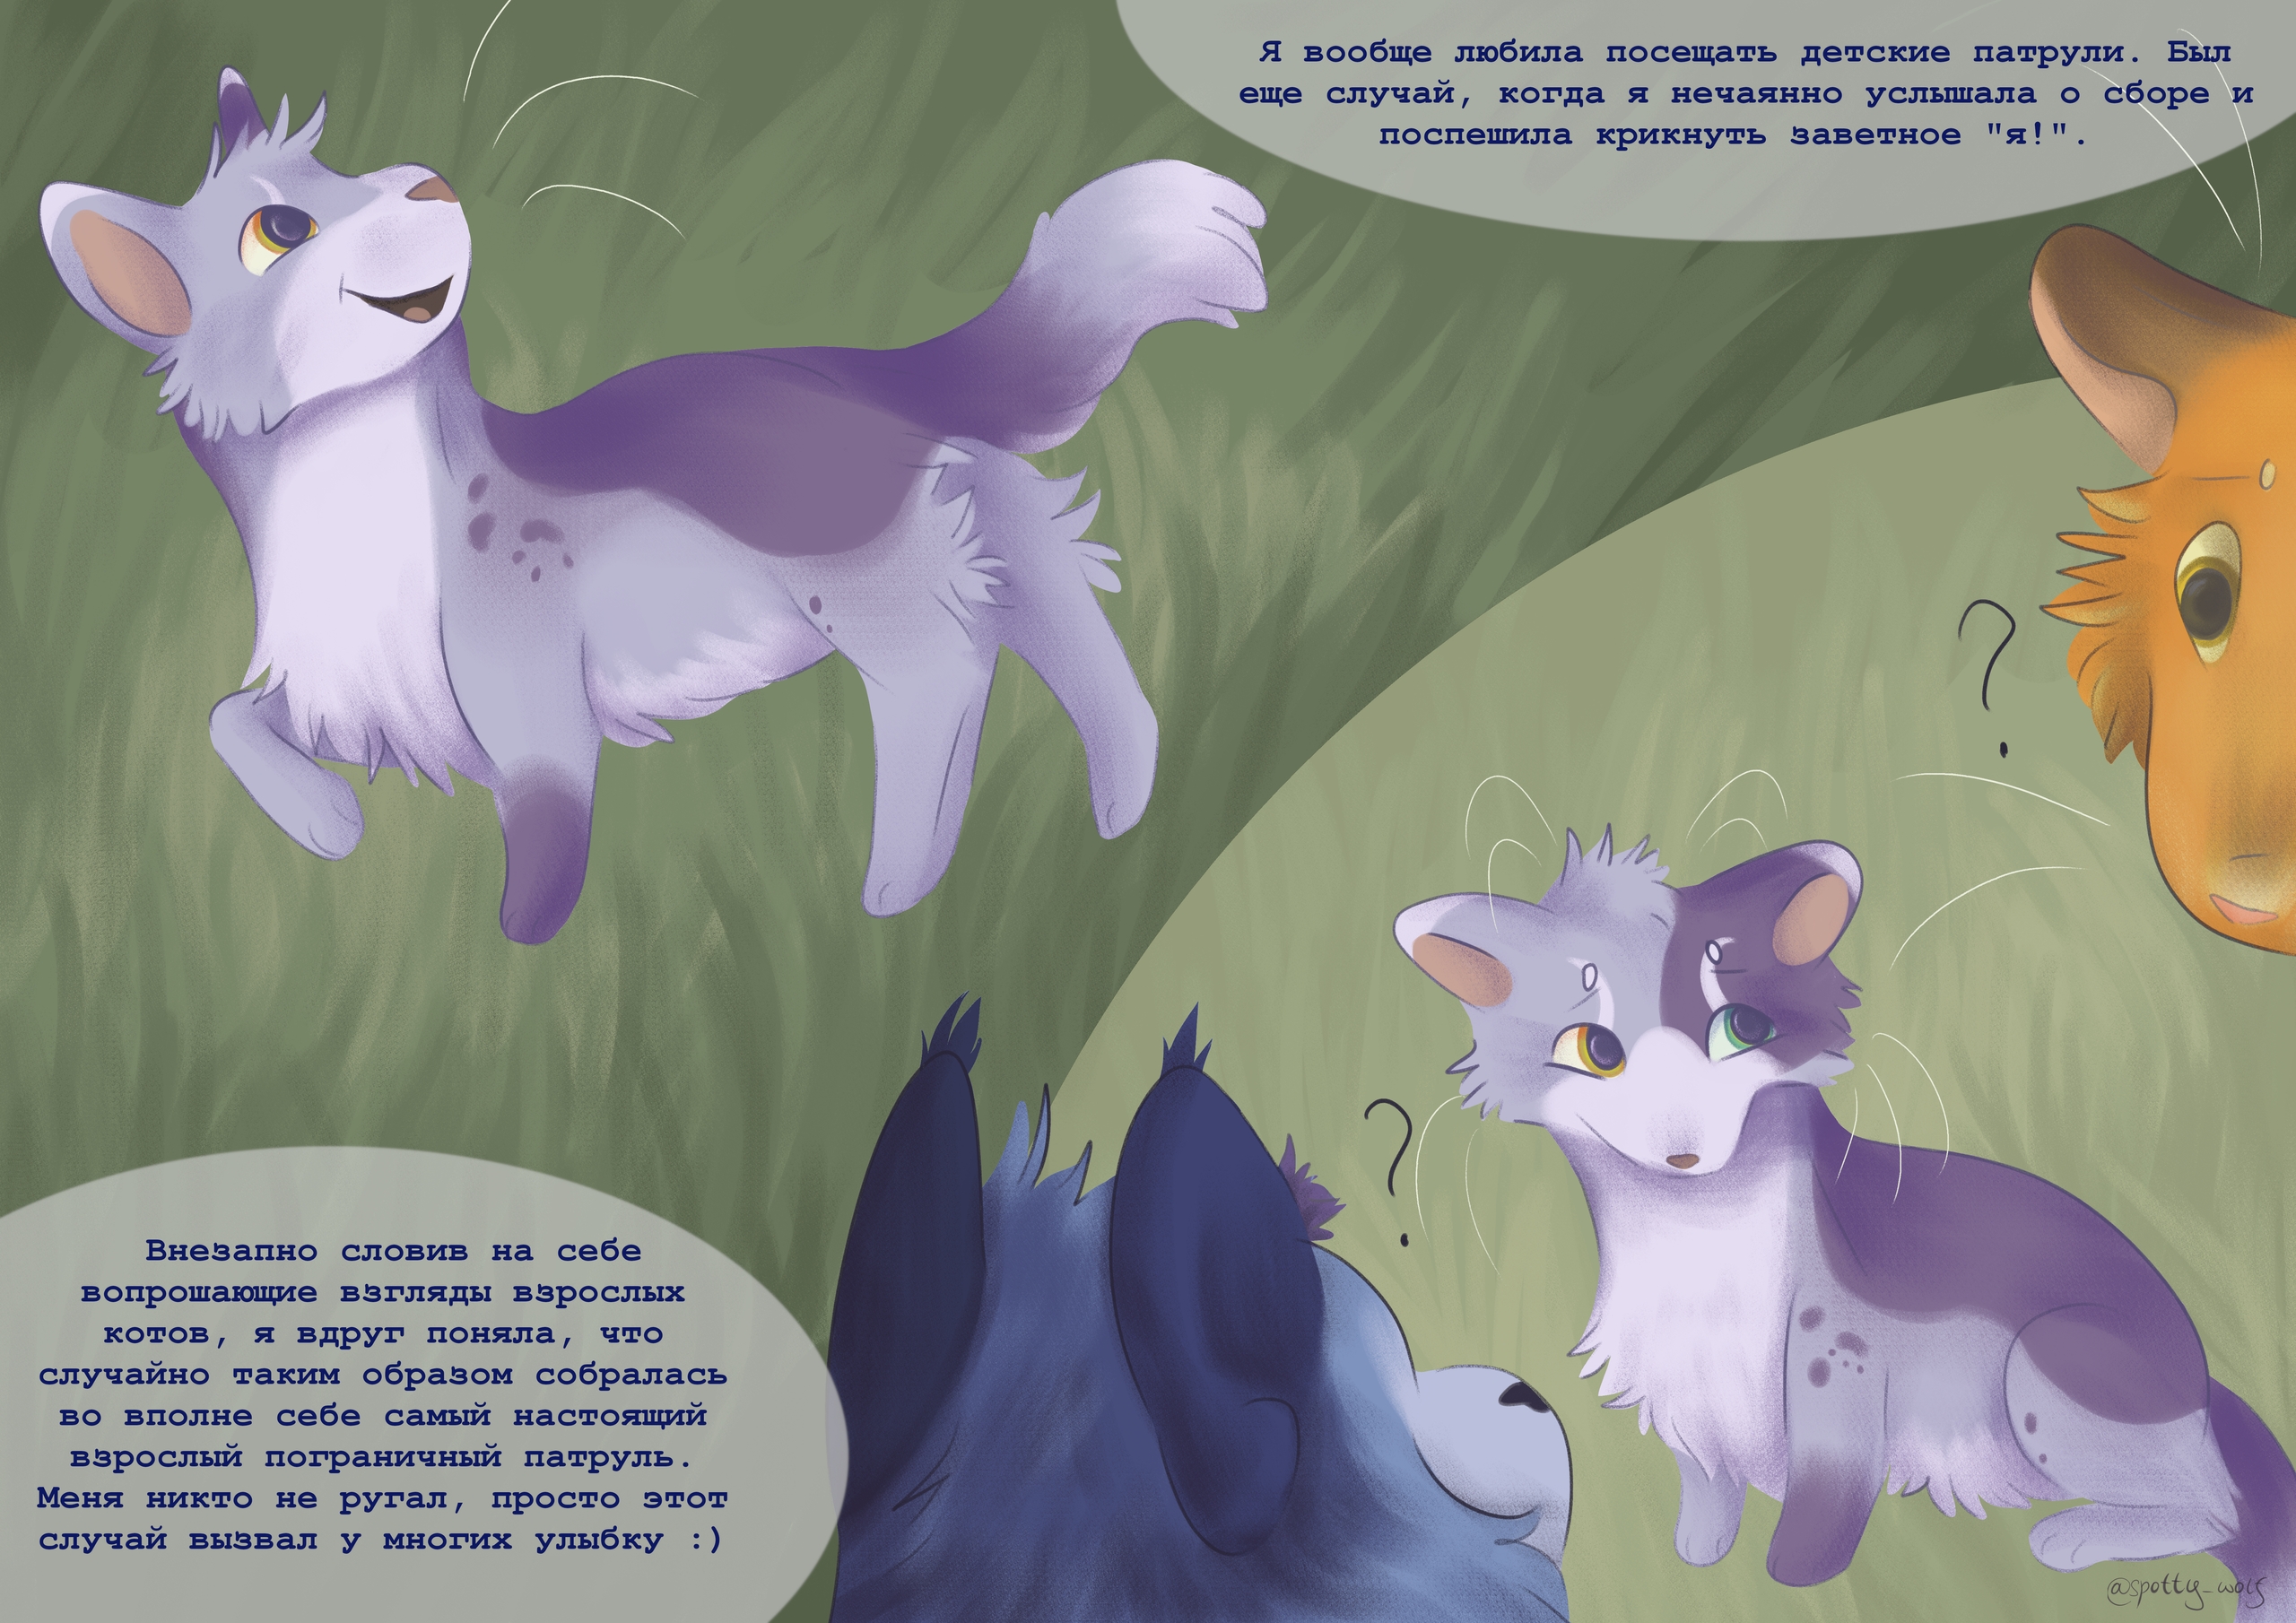 Я вообще любила посещать детские патрули. Был
еще случай, когда я нечаянно услышала о сборе и
поспешила крикнуть заветное "я!".
?
?
Внезапно словив на себе
вопрошающие взгляды взрослых
котов, я вдруг поняла, что
случайно таким образом собралась
во вполне себе самый настоящий
взрослый пограничный патруль.
Меня никто не ругал, просто этот
случай вызвал у многих улыбку :)
@spotty_wolf